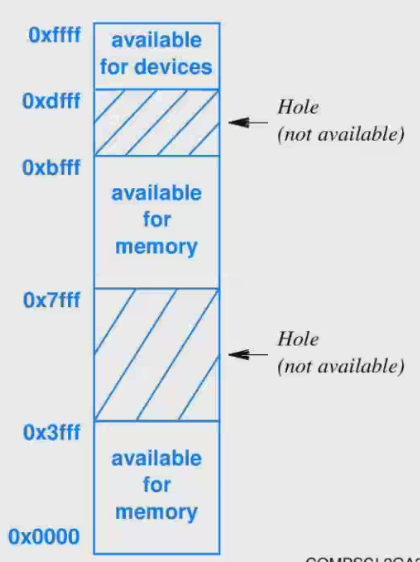 0xffff
available
for devices
0xdfff
Hole
(not available)
0xbfff
available
for
memory
0x7fff
Hole
(not available)
0x3fff
available
for
memory
0x0000